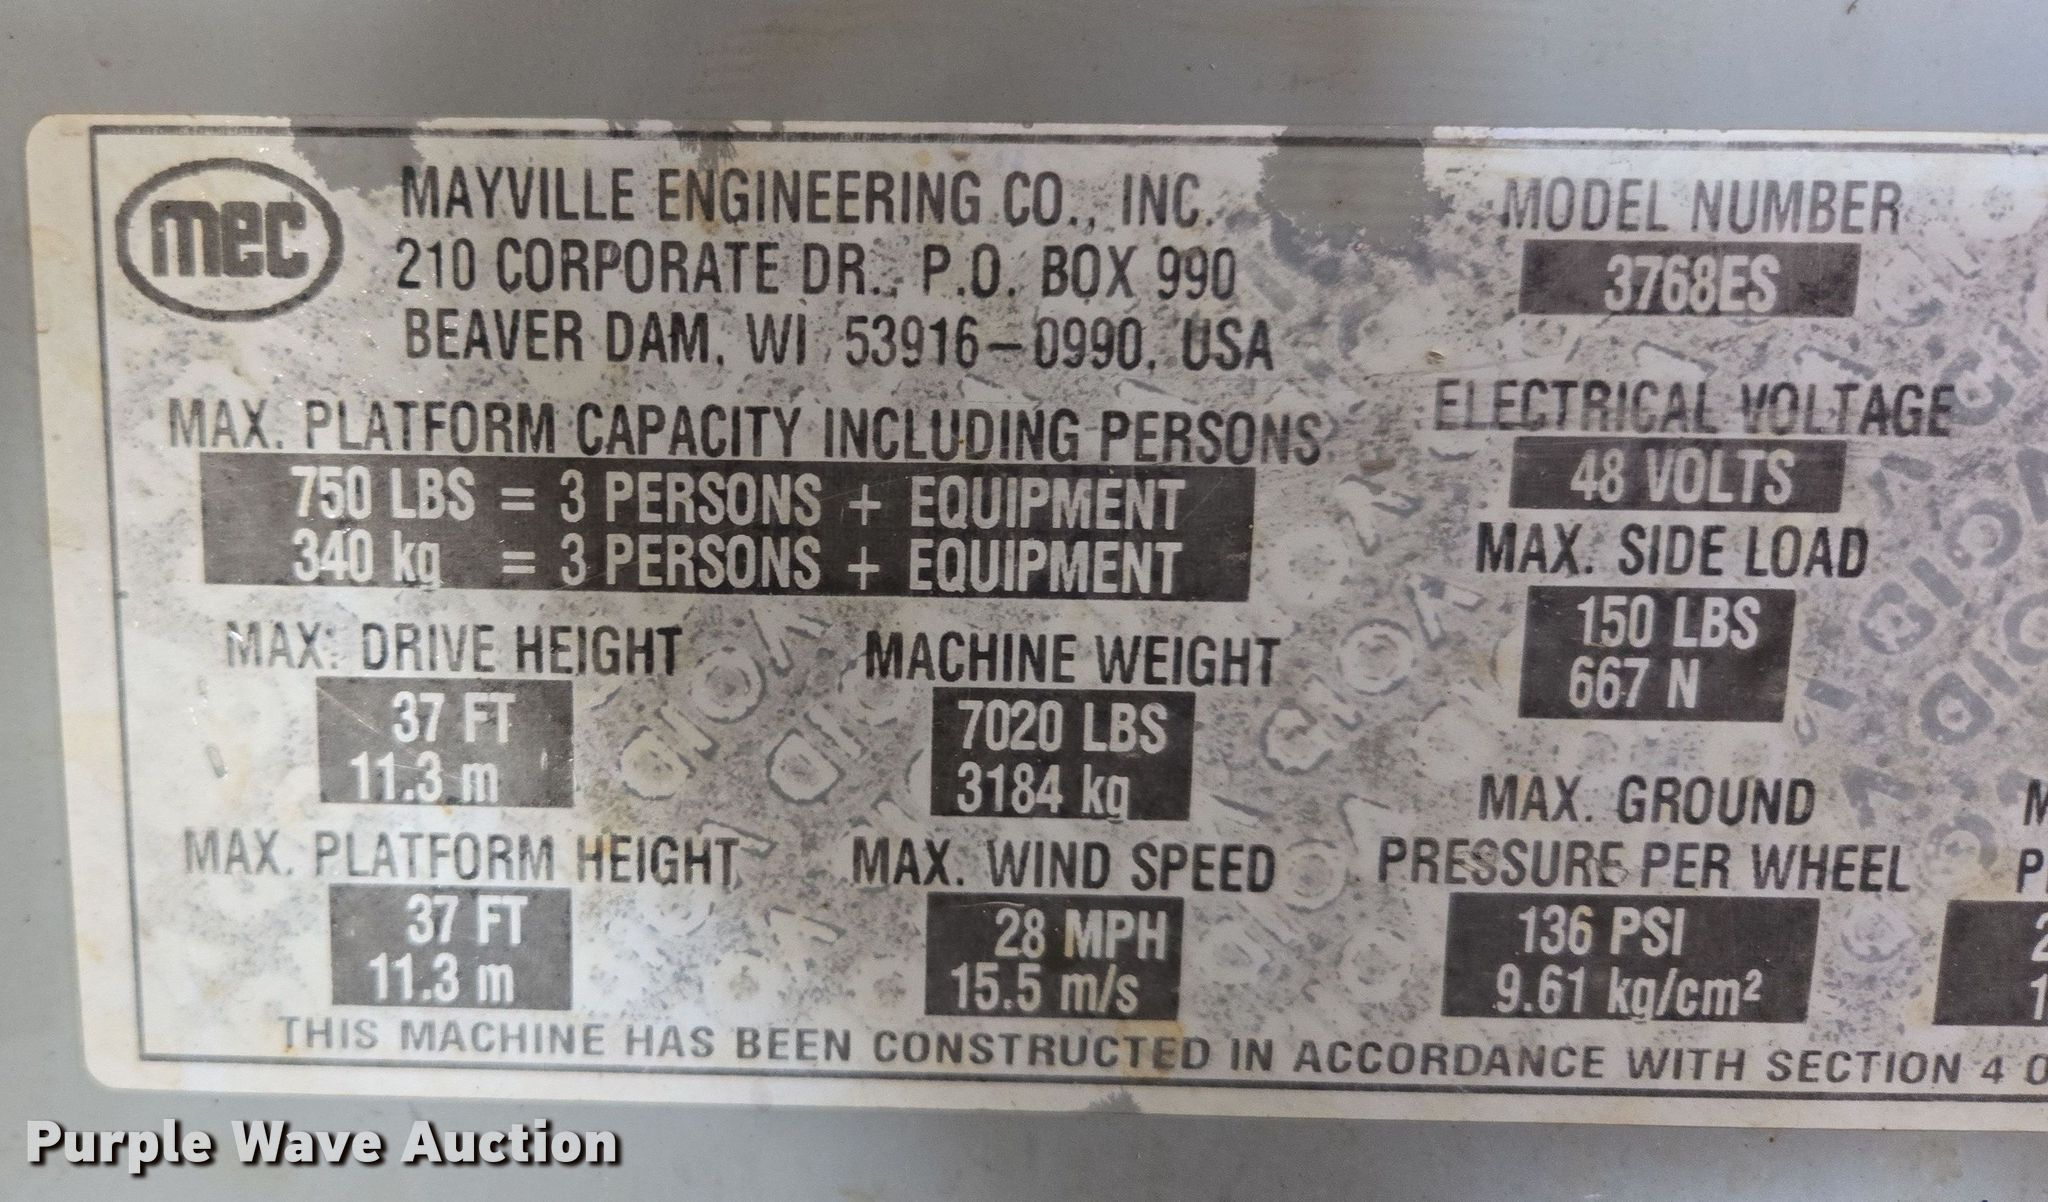 mec
MAYVILLE ENGINEERING CO., INC.
210 CORPORATE DR., P.O. BOX 990
BEAVER DAM, WI 53916-0990, USA
MODEL NUMBER
3768ES
ELECTRICAL VOLTAGE
48 VOLTS
MAX. PLATFORM CAPACITY INCLUDING PERSONS
750 LBS = 3 PERSONS + EQUIPMENT
340 kg = 3 PERSONS + EQUIPMENT
MAX. SIDE LOAD
150 LBS
667 N
MAX. DRIVE HEIGHT
37 FT
11.3 m
MACHINE WEIGHT
7020 LBS
3184 kg
MAX. PLATFORM HEIGHT
37 FT
11.3 m
MAX. WIND SPEED
28 MPH
15.5 m/s
MAX. GROUND
PRESSURE PER WHEEL
136 PSI
9.61 kg/cm²
THIS MACHINE HAS BEEN CONSTRUCTED IN ACCORDANCE WITH SECTION 4
Purple Wave Auction